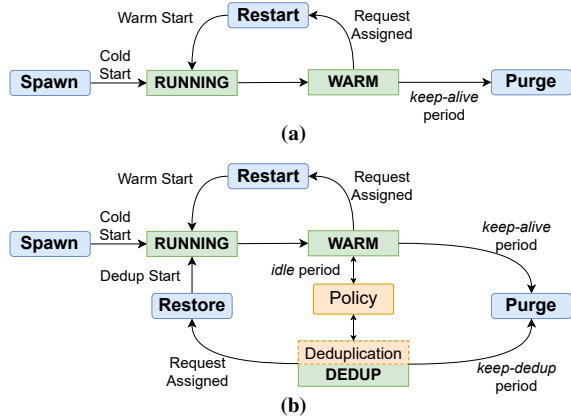 Warm Start
Restart
Request
Assigned
Cold
Start
Spawn
RUNNING
WARM
Purge
keep-alive
period
(a)
Warm Start
Restart
Request
Assigned
Cold
Start
Spawn
RUNNING
WARM
keep-alive
period
Dedup Start
idle period
Restore
Policy
Purge
Request
Assigned
Deduplication
DEDUP
keep-dedup
period
(b)